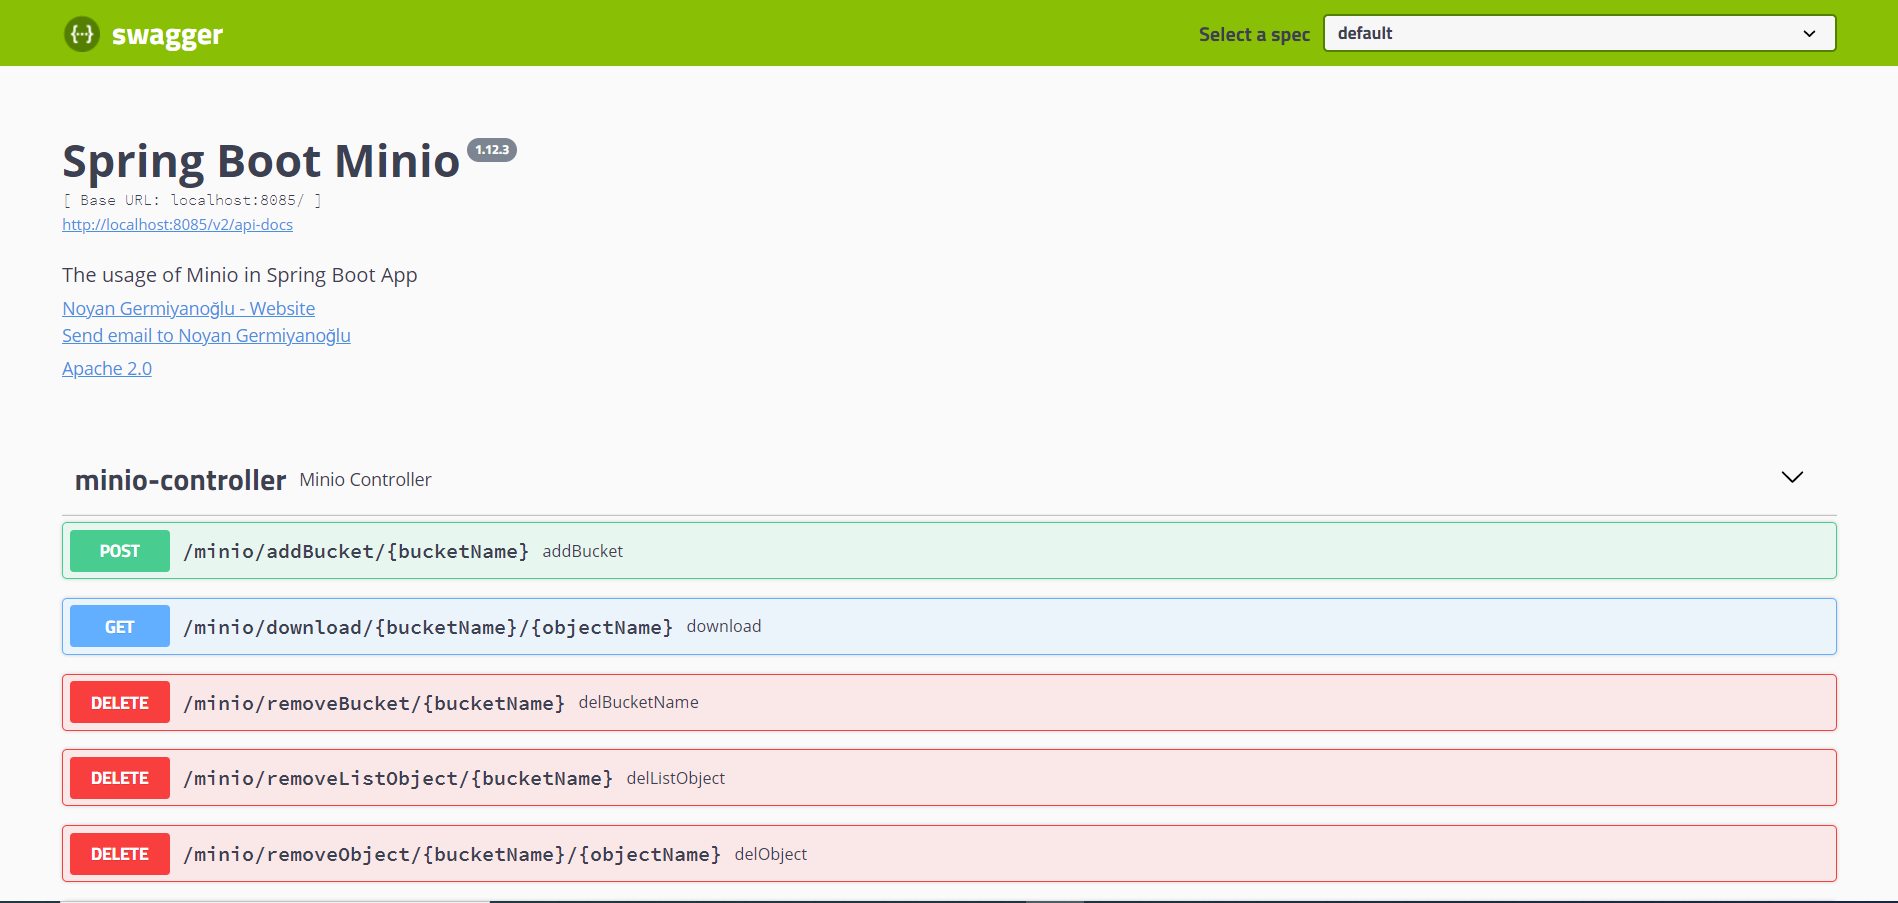 {···} swagger
Select a spec default
Spring Boot Minio 1.12.3
[ Base URL: localhost:8085/ ]
http://localhost:8085/v2/api-docs
The usage of Minio in Spring Boot App
Noyan Germiyanoğlu - Website
Send email to Noyan Germiyanoğlu
Apache 2.0
minio-controller Minio Controller
POST /minio/addBucket/{bucketName} addBucket
GET /minio/download/{bucketName}/{objectName} download
DELETE /minio/removeBucket/{bucketName} delBucketName
DELETE /minio/removeListObject/{bucketName} delListObject
DELETE /minio/removeObject/{bucketName}/{objectName} delObject